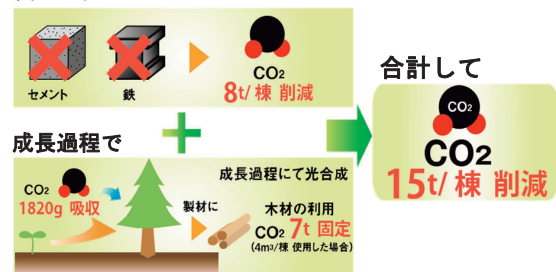 セメント
鉄
CO2
8t/棟 削減
成長過程で
CO2
1820g 吸収
製材に
成長過程にて光合成
木材の利用
CO2 7t 固定
(4m³/棟 使用した場合)
合計して
CO2
CO2
15t/棟 削減